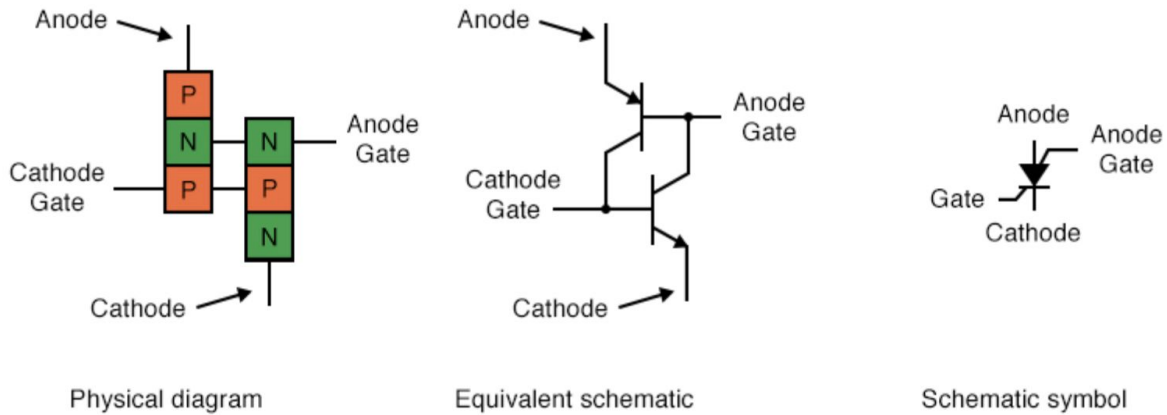 Anode
P
N
P
N
P
N
Anode
Gate
Cathode
Gate
Cathode
Physical diagram
Anode
Anode
Gate
Cathode
Gate
Cathode
Equivalent schematic
Anode
Anode
Gate
Gate
Cathode
Schematic symbol